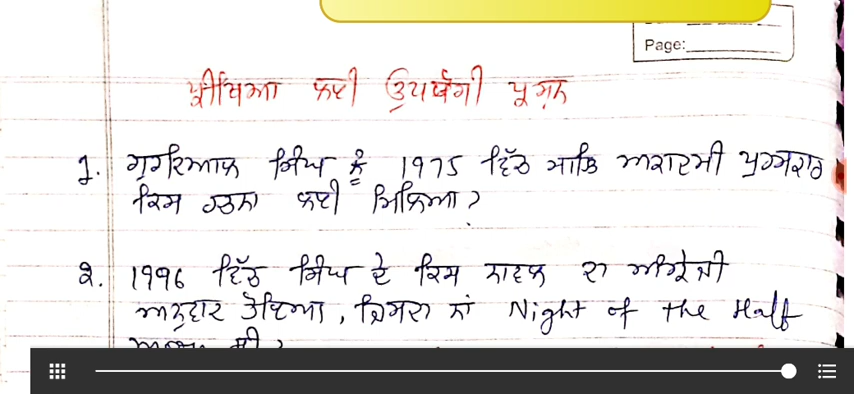 Page:
ਪ੍ਰੀਖਿਆ ਲਈ ਉਪਯੋਗੀ ਪ੍ਰਸ਼ਨ
1. ਗੁਰਦਿਆਲ ਸਿੰਘ ਨੂੰ 1975 ਵਿੱਚ ਸਾਹਿ ਅਕਾਦਮੀ ਪੁਰਸਕਾਰ
ਕਿਸ ਰਚਨਾ ਲਈ ਮਿਲਿਆ?
2. 1996 ਵਿੱਚ ਸਿੰਘ ਦੇ ਕਿਸ ਨਾਵਲ ਦਾ ਅੰਗ੍ਰੇਜੀ
ਅਨੁਵਾਦ ਹੋਇਆ, ਜਿਸਦਾ ਨਾਂ Night of the Half
ਸੀ?